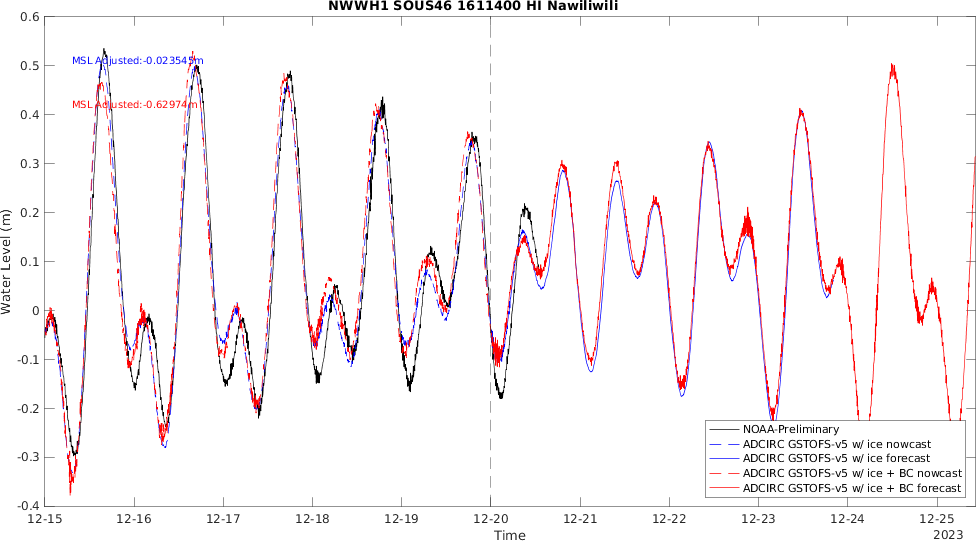 NWWH1 SOUS46 1611400 HI Nawiliwili
0.6
0.5
0.4
0.3
0.2
0.1
0
-0.1
-0.2
-0.3
-0.4
Water Level (m)
MSL Adjusted:-0.023545m
MSL Adjusted:-0.62974m
NOAA-Preliminary
ADCIRC GSTOFS-v5 w/ ice nowcast
ADCIRC GSTOFS-v5 w/ ice forecast
ADCIRC GSTOFS-v5 w/ ice + BC nowcast
ADCIRC GSTOFS-v5 w/ ice + BC forecast
12-15 12-16 12-17 12-18 12-19 12-20 12-21 12-22 12-23 12-24 12-25
Time
2023